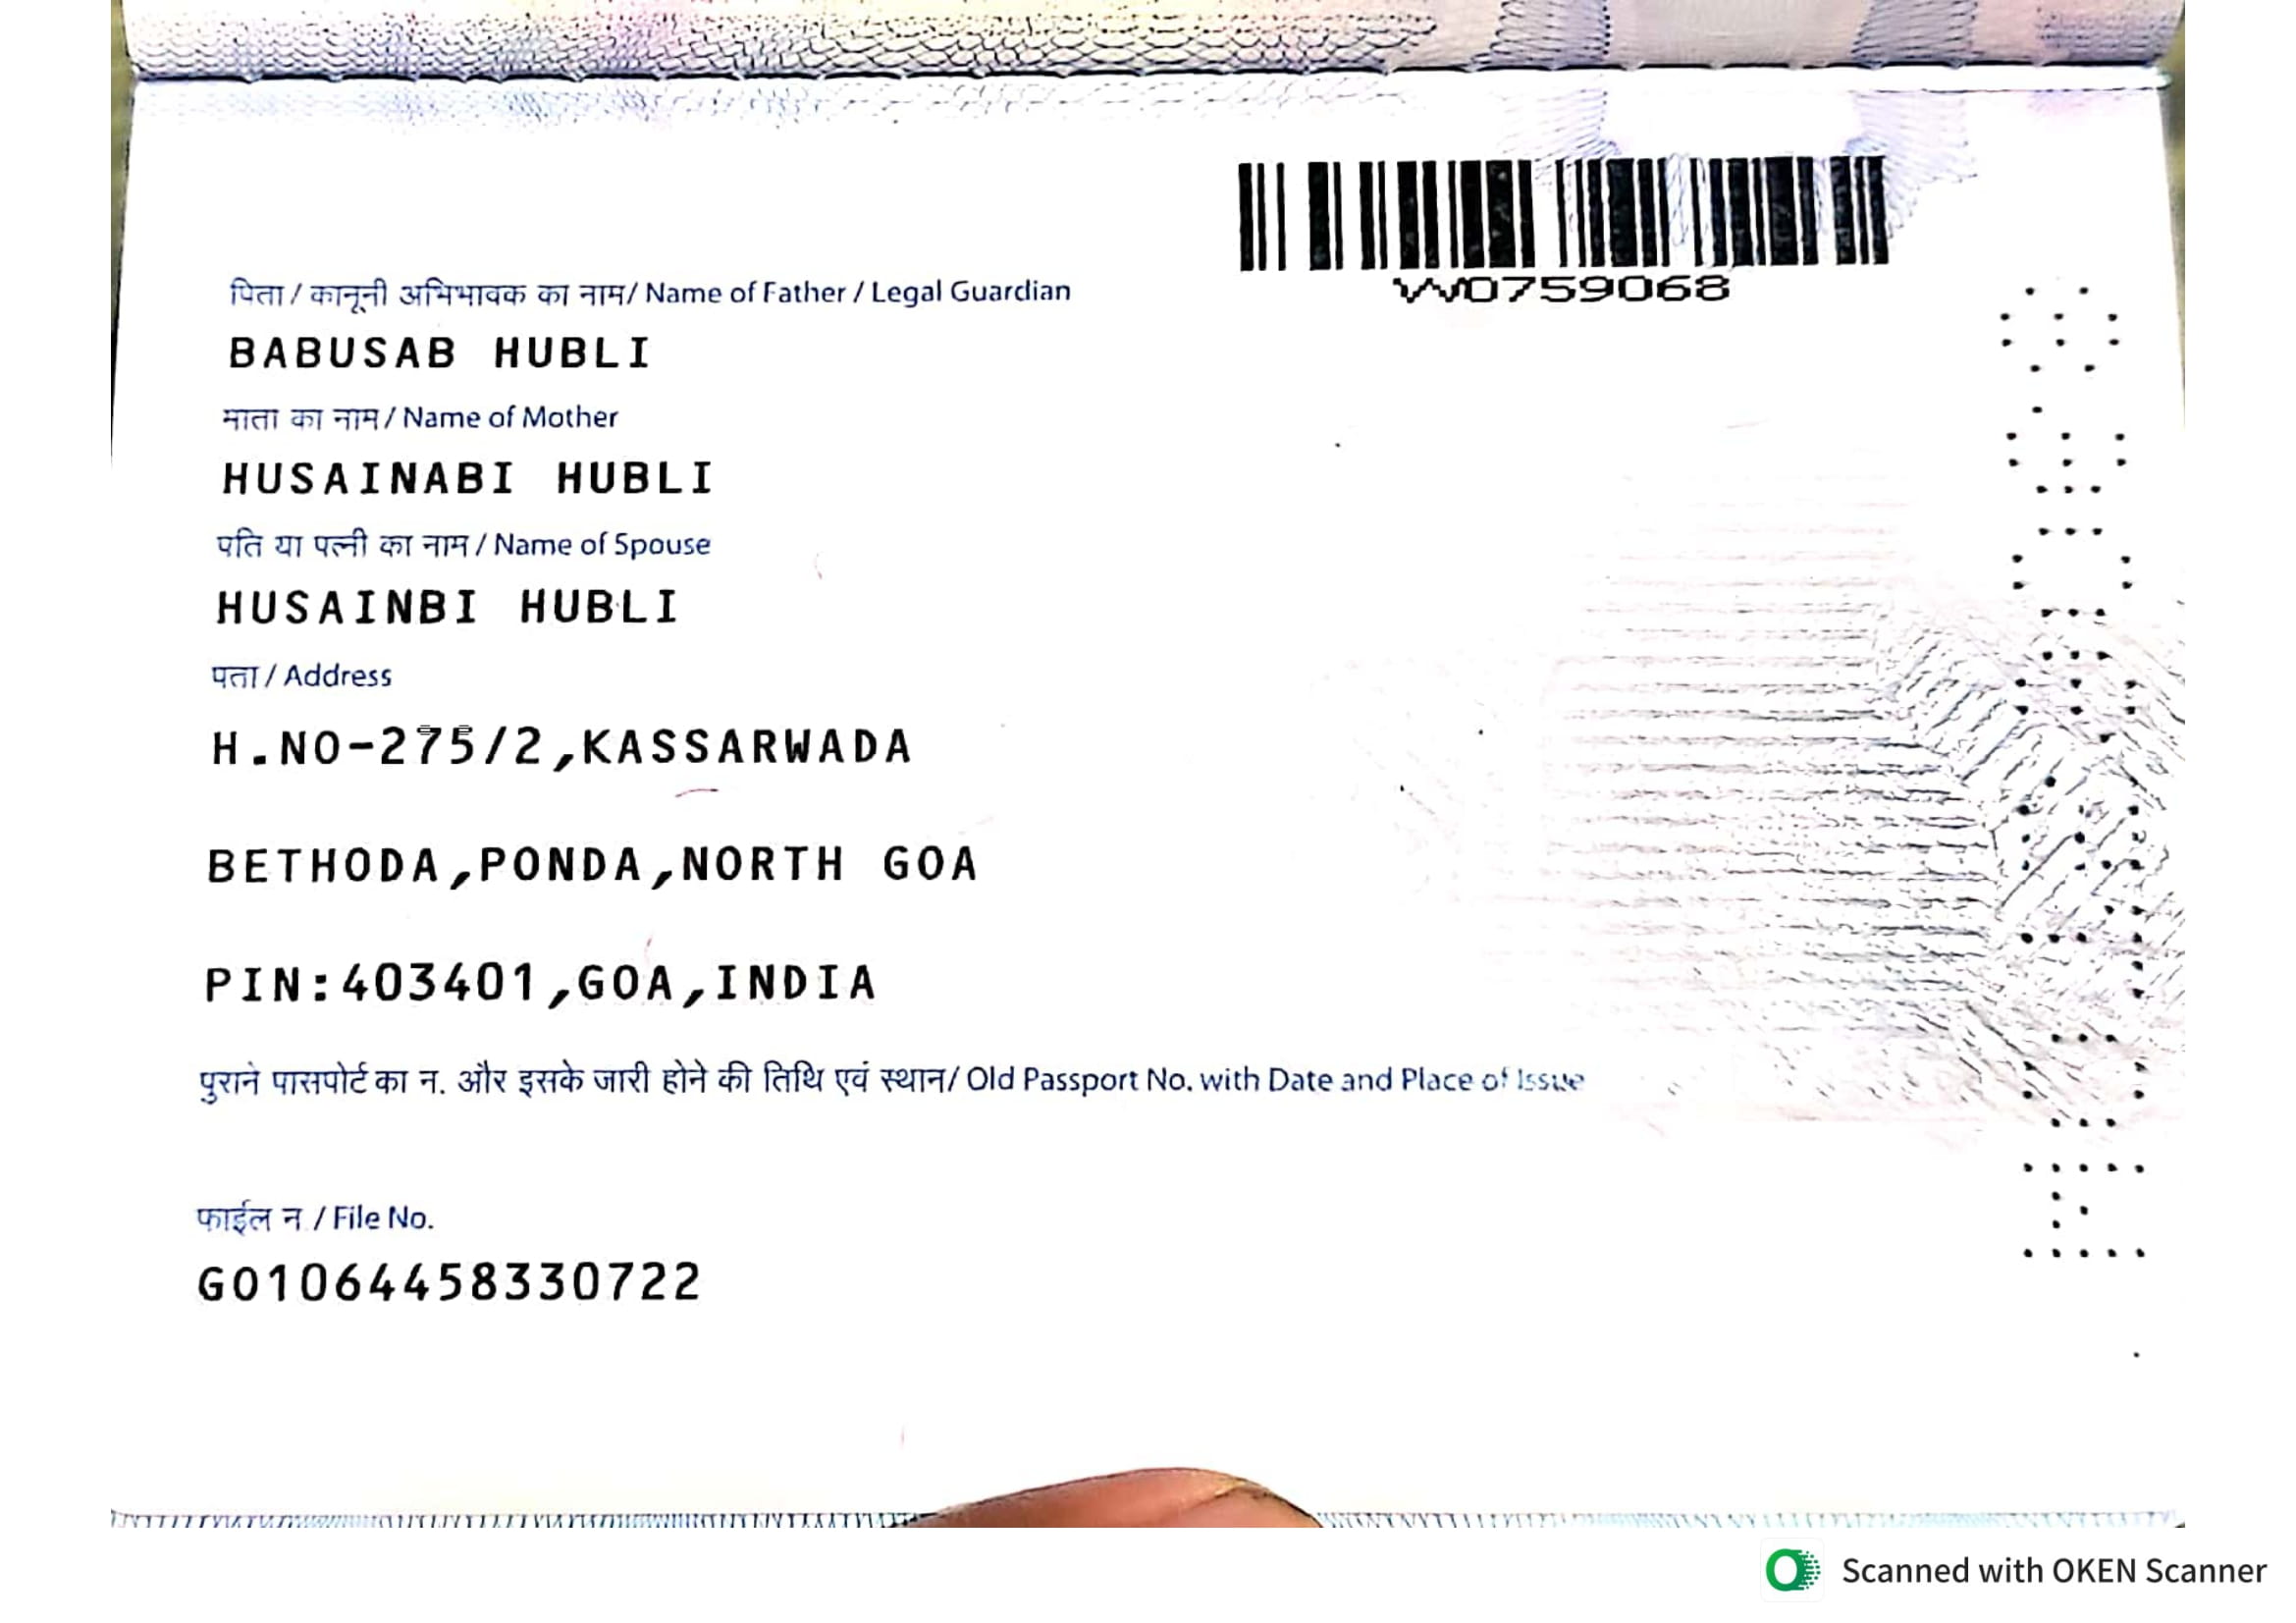 W0759068
पिता / कानूनी अभिभावक का नाम/ Name of Father / Legal Guardian
BABUSAB HUBLI
माता का नाम / Name of Mother
HUSAINABI HUBLI
पति या पत्नी का नाम / Name of Spouse
HUSAINBI HUBLI
पता / Address
H.NO-275/2,KASSARWADA
BETHODA,PONDA,NORTH GOA
PIN:403401,GOA,INDIA
पुराने पासपोर्ट का न. और इसके जारी होने की तिथि एवं स्थान/ Old Passport No. with Date and Place of Issue
फाईल न / File No.
GO1064458330722
Scanned with OKEN Scanner